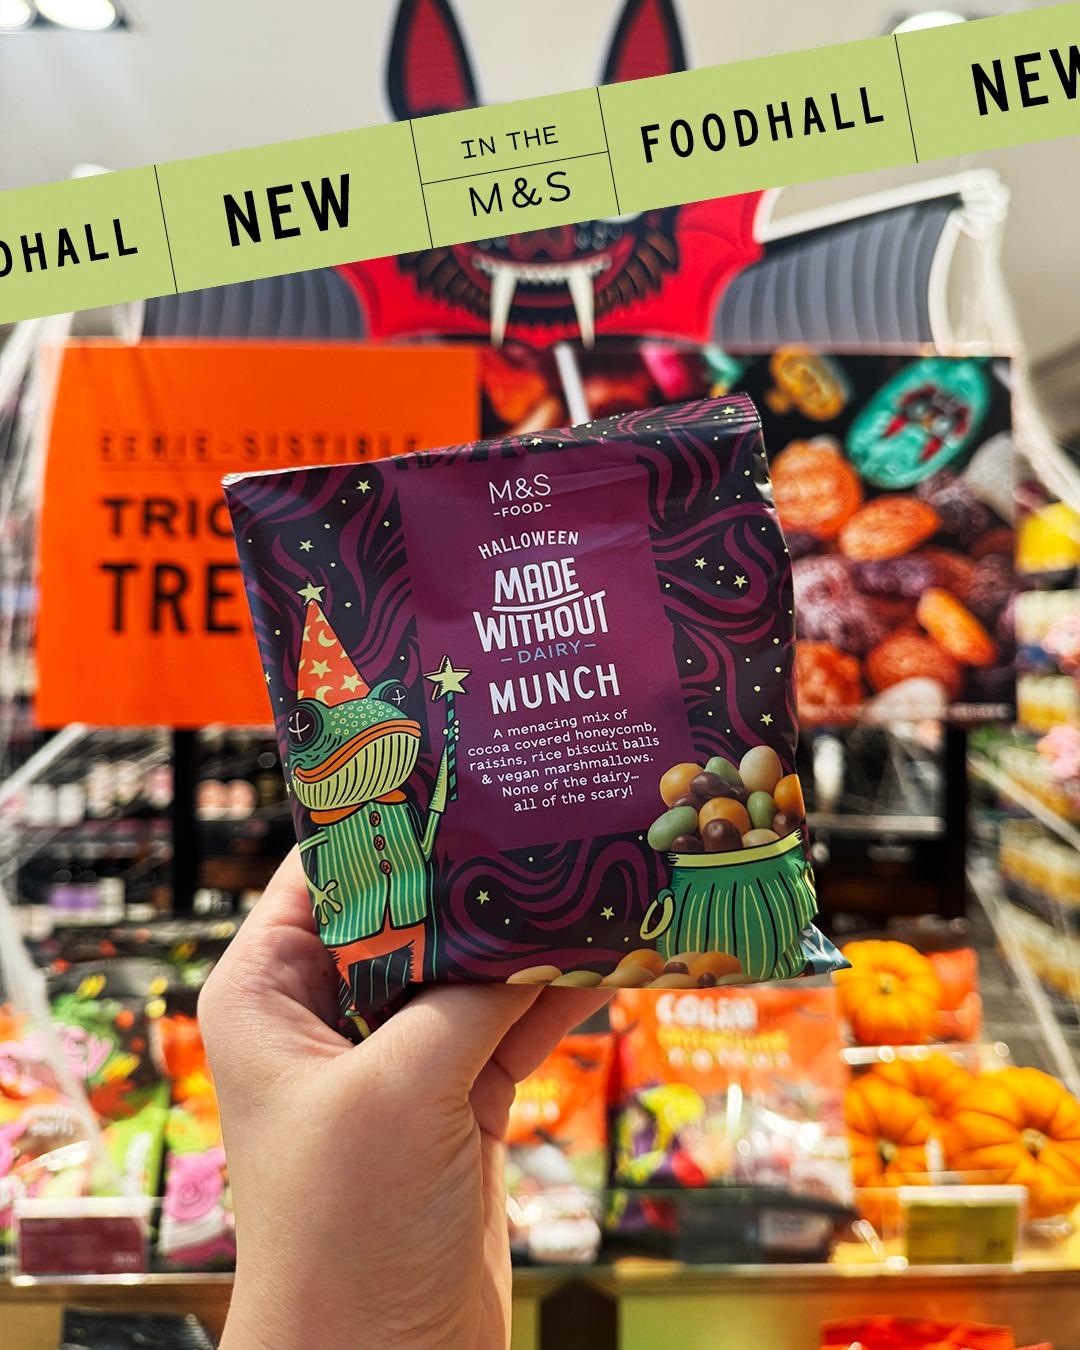 DHALL
NEW
IN THE
M&S
FOODHALL
NEW
EERIE-SISTIBLE
TRIC
TRE
M&S
-FOOD-
HALLOWEEN
MADE
WITHOUT
-DAIRY-
MUNCH
A menacing mix of
cocoa covered honeycomb,
raisins, rice biscuit balls
& vegan marshmallows.
None of the dairy...
all of the scary!